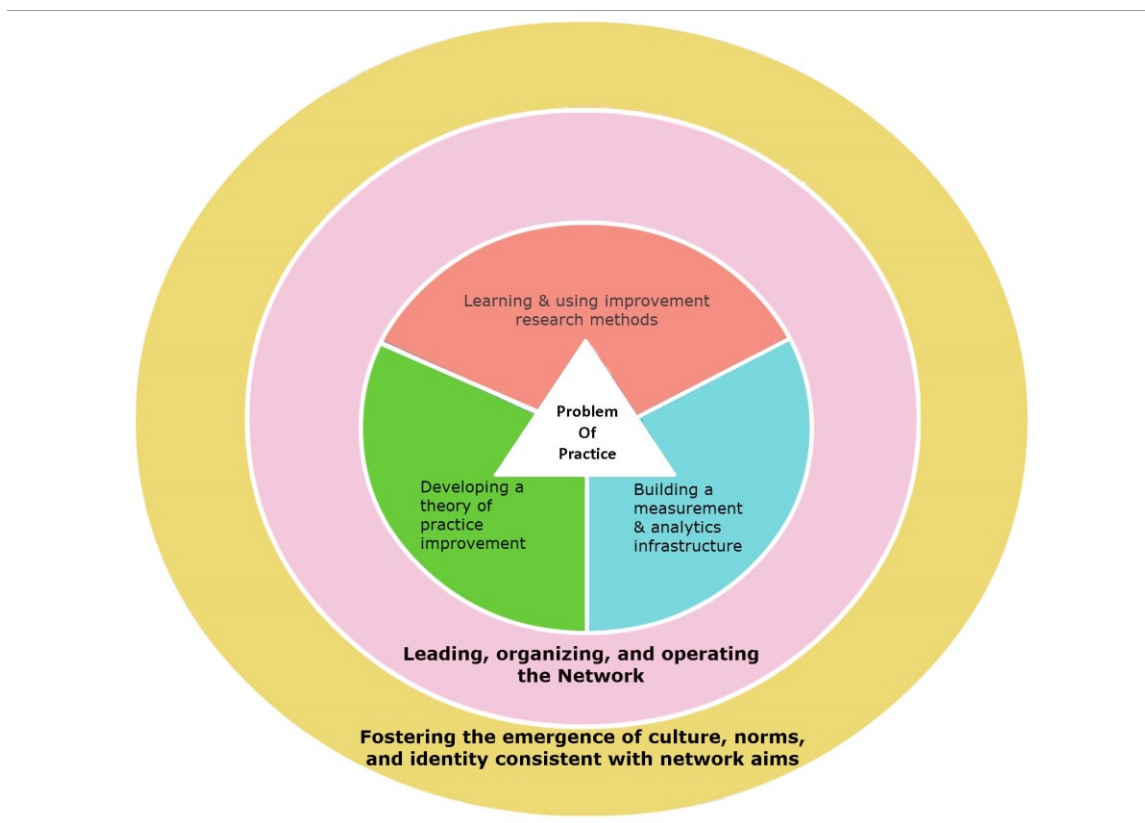 Learning & using improvement
research methods
Problem
Of
Practice
Developing a
theory of
practice
improvement
Building a
measurement
& analytics
infrastructure
Leading, organizing, and operating
the Network
Fostering the emergence of culture, norms,
and identity consistent with network aims